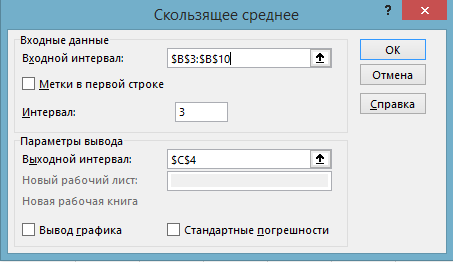 Скользящее среднее
Входные данные
Входной интервал: $B$3:$B$10
Метки в первой строке
Интервал: 3
ОК
Отмена
Справка
Параметры вывода
Выходной интервал: $C$4
Новый рабочий лист:
Новая рабочая книга
Вывод графика
Стандартные погрешности